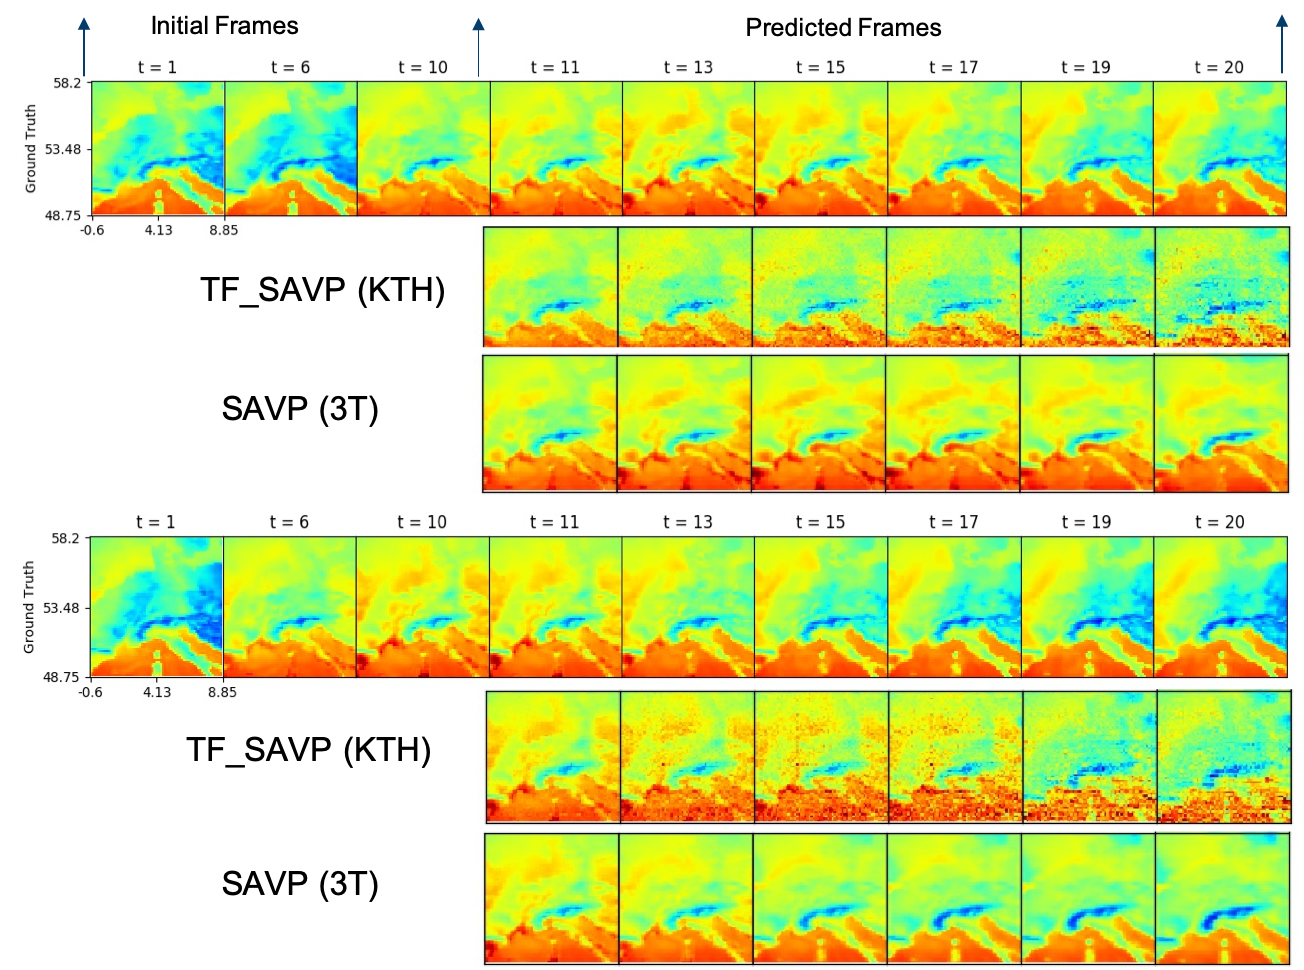 Initial Frames
Predicted Frames
t = 1
t = 6
t = 10
t = 11
t = 13
t = 15
t = 17
t = 19
t = 20
Ground Truth
58.2
53.48
48.75
-0.6
4.13
8.85
TF_SAVP (KTH)
SAVP (3T)
t = 1
t = 6
t = 10
t = 11
t = 13
t = 15
t = 17
t = 19
t = 20
Ground Truth
58.2
53.48
48.75
-0.6
4.13
8.85
TF_SAVP (KTH)
SAVP (3T)